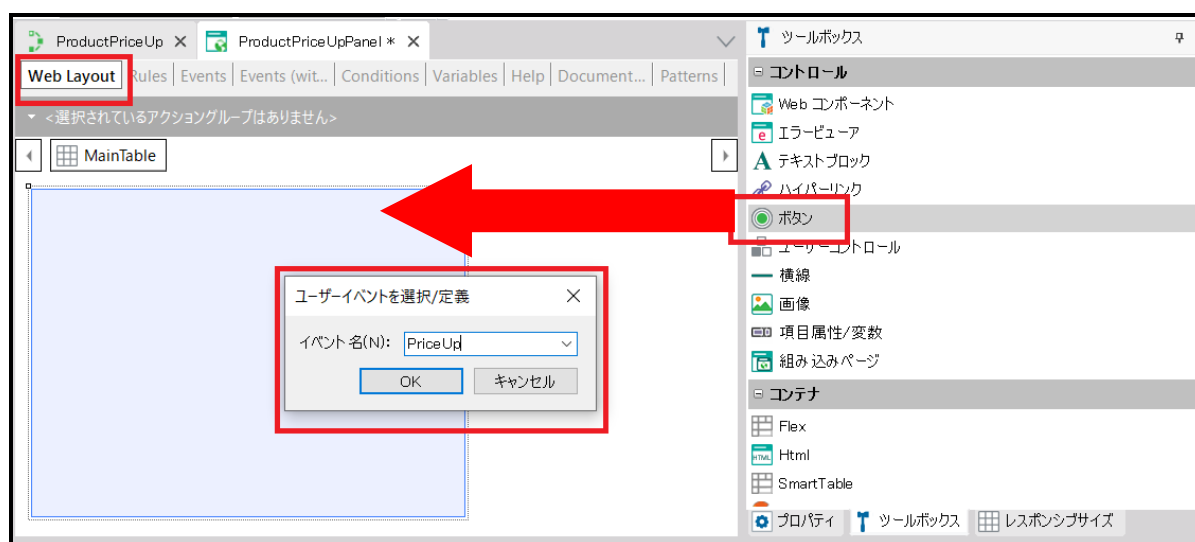 ProductPriceUp
ProductPriceUpPanel *
Web Layout
Rules
Events
Events (wit...
Conditions
Variables
Help
Document...
Patterns
<選択されているアクショングループはありません>
MainTable
ユーザーイベントを選択/定義
イベント名(N):
PriceUp
OK
キャンセル
ツールボックス
コントロール
Web コンポーネント
エラービューア
テキストブロック
ハイパーリンク
ボタン
ユーザーコントロール
横線
画像
項目属性/変数
組み込みページ
コンテナ
Flex
Html
SmartTable
プロパティ
ツールボックス
レスポンシブサイズ